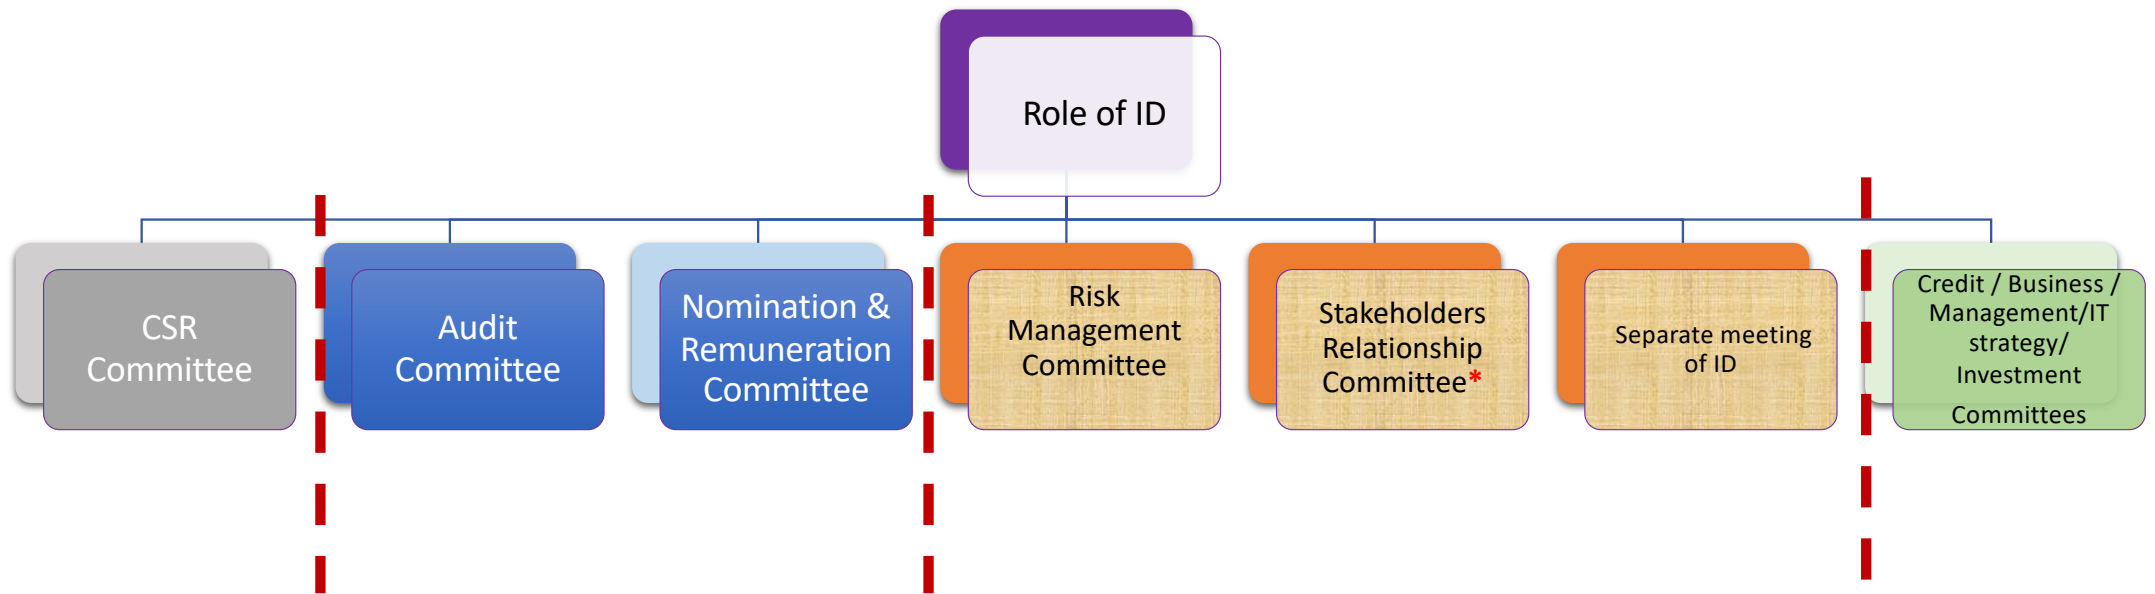 Role of ID
CSR
Committee
Audit
Committee
Nomination &
Remuneration
Committee
Risk
Management
Committee
Stakeholders
Relationship
Committee*
Separate meeting
of ID
Credit / Business /
Management/IT
strategy/
Investment
Committees